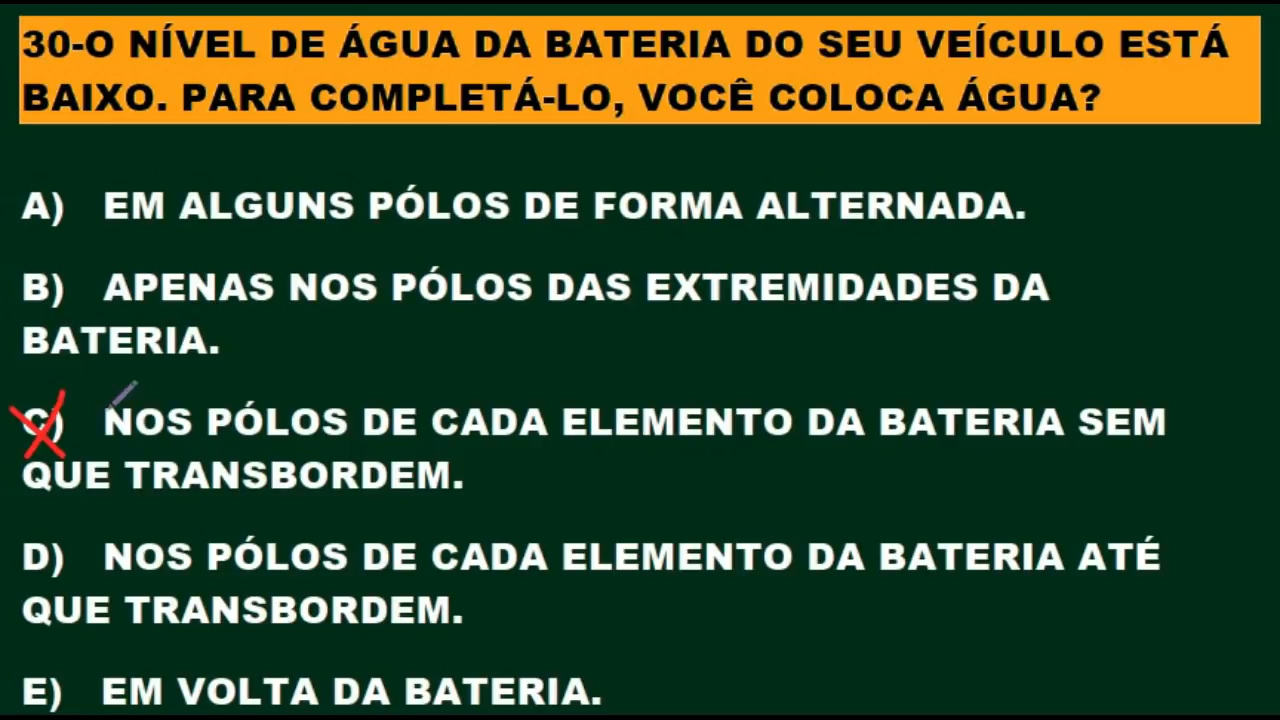 30-O NÍVEL DE ÁGUA DA BATERIA DO SEU VEÍCULO ESTÁ
BAIXO. PARA COMPLETÁ-LO, VOCÊ COLOCA ÁGUA?
A) EM ALGUNS PÓLOS DE FORMA ALTERNADA.
B) APENAS NOS PÓLOS DAS EXTREMIDADES DA
BATERIA.
C) NOS PÓLOS DE CADA ELEMENTO DA BATERIA SEM
QUE TRANSBORDEM.
D) NOS PÓLOS DE CADA ELEMENTO DA BATERIA ATÉ
QUE TRANSBORDEM.
E) EM VOLTA DA BATERIA.